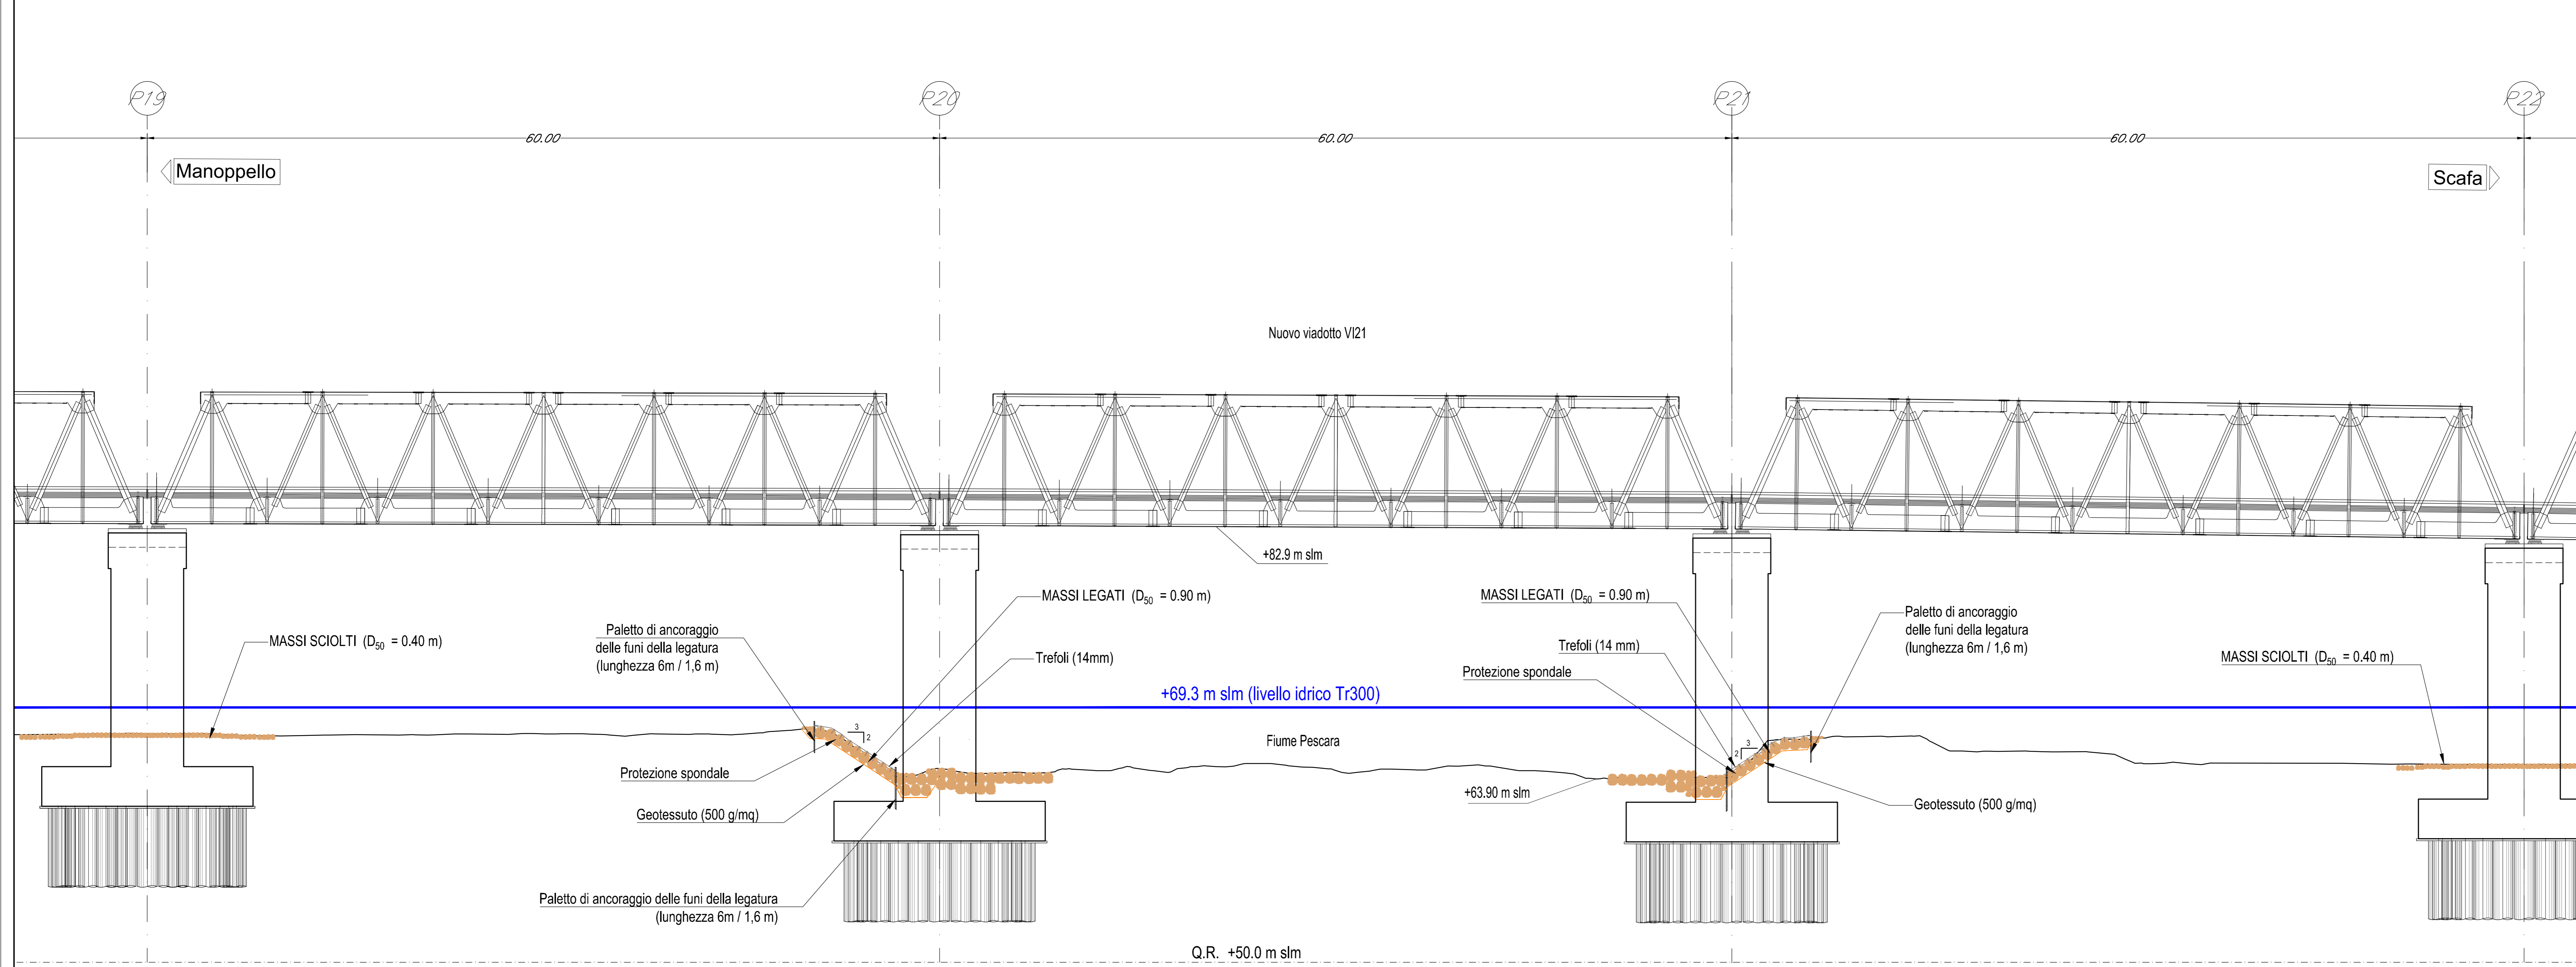 P19
P20
P21
P22
60.00
60.00
60.00
Manoppello
Scafa
Nuovo viadotto VI21
+82.9 m slm
MASSI LEGATI (D50 = 0.90 m)
MASSI LEGATI (D50 = 0.90 m)
Paletto di ancoraggio
delle funi della legatura
(lunghezza 6m / 1,6 m)
Paletto di ancoraggio
delle funi della legatura
(lunghezza 6m / 1,6 m)
MASSI SCIOLTI (D50 = 0.40 m)
Trefoli (14mm)
Trefoli (14 mm)
Protezione spondale
MASSI SCIOLTI (D50 = 0.40 m)
+69.3 m slm (livello idrico Tr300)
3
2
Fiume Pescara
3
2
Protezione spondale
+63.90 m slm
Geotessuto (500 g/mq)
Geotessuto (500 g/mq)
Paletto di ancoraggio delle funi della legatura
(lunghezza 6m / 1,6 m)
Q.R. +50.0 m slm